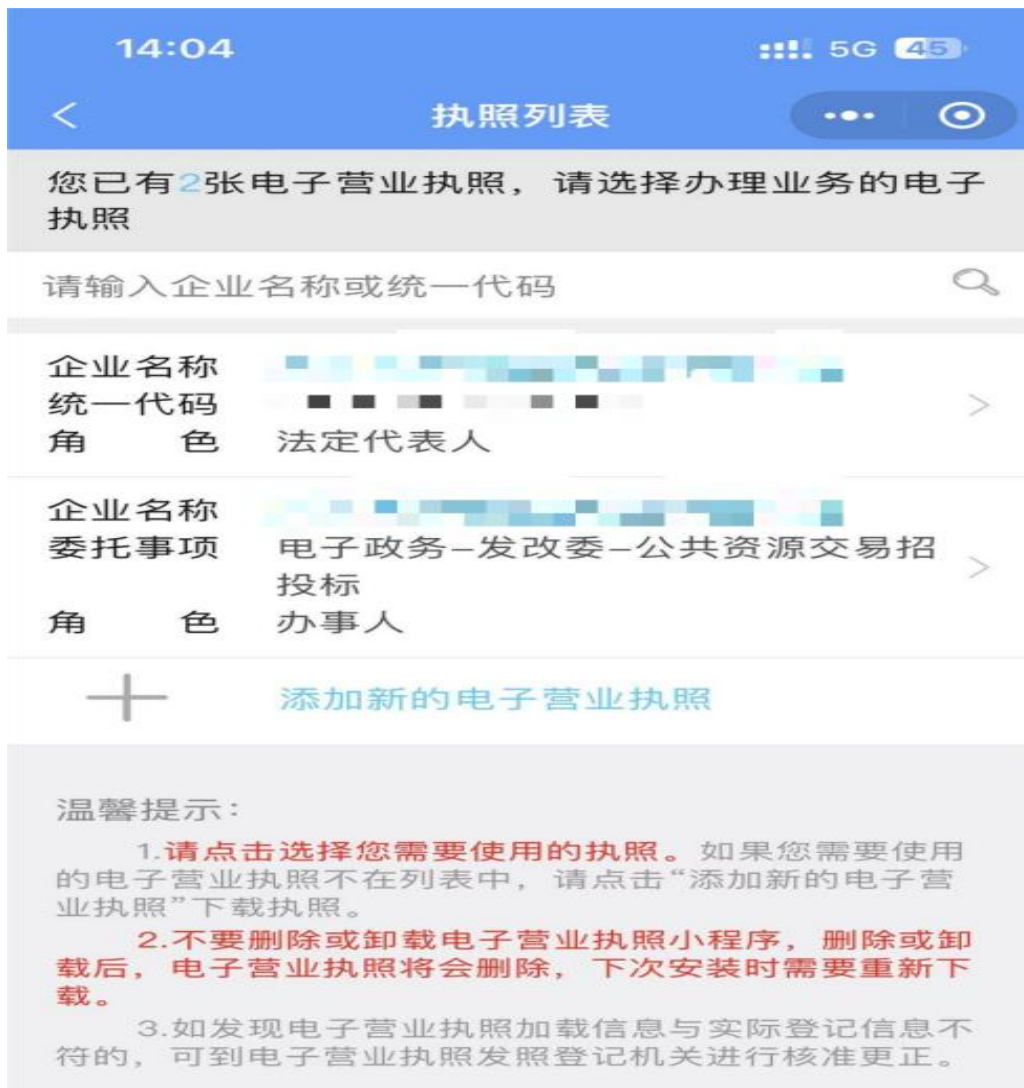 14:04 5G 45
执照列表
您已有2张电子营业执照，请选择办理业务的电子
执照
请输入企业名称或统一代码
企业名称
统一代码
角 色 法定代表人
企业名称
委托事项 电子政务-发改委-公共资源交易招
投标
角 色 办事人
添加新的电子营业执照
温馨提示：
1.请点击选择您需要使用的执照。如果您需要使用
的电子营业执照不在列表中，请点击“添加新的电子营
业执照”下载执照。
2.不要删除或卸载电子营业执照小程序，删除或卸
载后，电子营业执照将会删除，下次安装时需要重新下
载。
3.如发现电子营业执照加载信息与实际登记信息不
符的，可到电子营业执照发照登记机关进行核准更正。